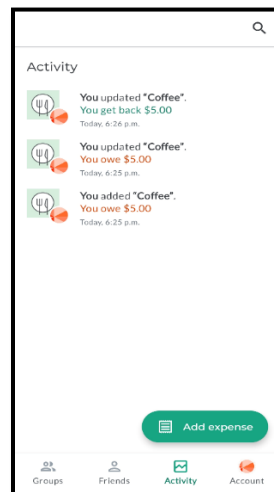 Activity
You updated “Coffee”.
You get back $5.00
Today, 6:26 p.m.
You updated “Coffee”.
You owe $5.00
Today, 6:25 p.m.
You added “Coffee”.
You owe $5.00
Today, 6:25 p.m.
Add expense
Groups Friends Activity Account